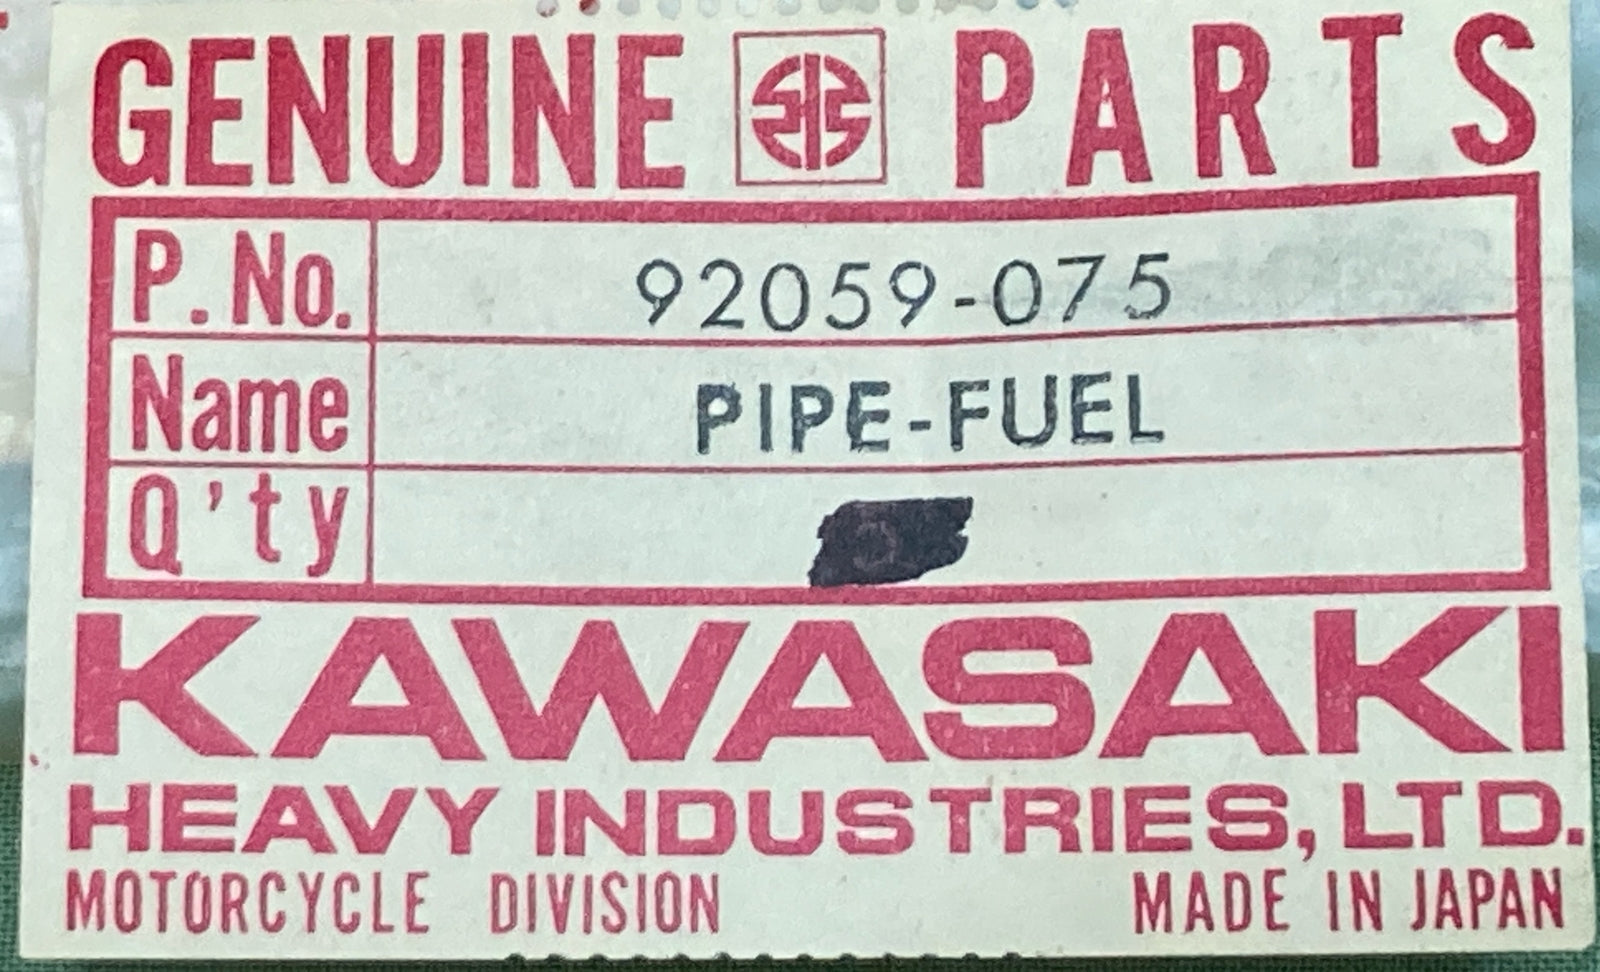 GENUINE PARTS
P. No. 92059-075
Name PIPE-FUEL
Q'ty
KAWASAKI
HEAVY INDUSTRIES, LTD.
MOTORCYCLE DIVISION MADE IN JAPAN